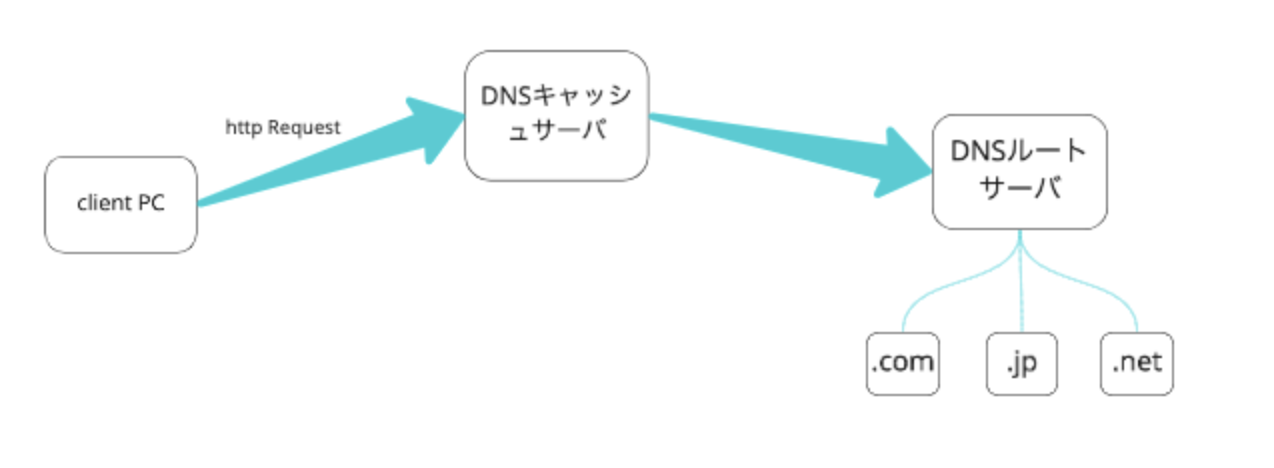 http Request
client PC
DNSキャッシ
ュサーバ
DNSルート
サーバ
.com
.jp
.net